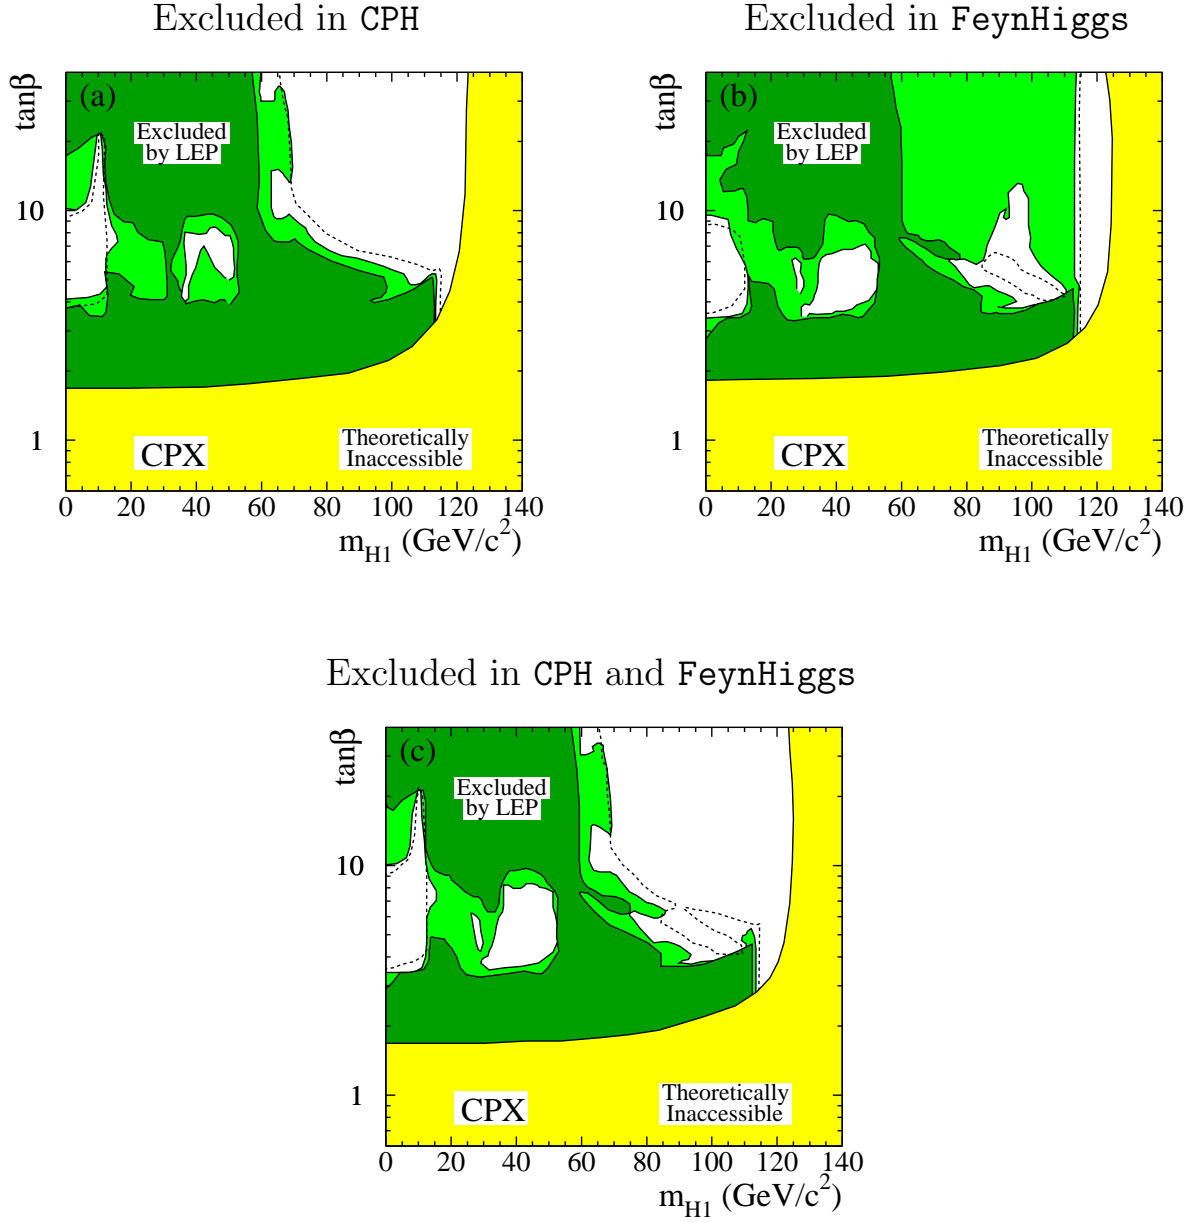 Excluded in CPH
tanβ
(a)
Excluded
by LEP
10
1
CPX
Theoretically
Inaccessible
0 20 40 60 80 100 120 140
m_H1 (GeV/c²)
Excluded in FeynHiggs
tanβ
(b)
Excluded
by LEP
10
1
CPX
Theoretically
Inaccessible
0 20 40 60 80 100 120 140
m_H1 (GeV/c²)
Excluded in CPH and FeynHiggs
tanβ
(c)
Excluded
by LEP
10
1
CPX
Theoretically
Inaccessible
0 20 40 60 80 100 120 140
m_H1 (GeV/c²)